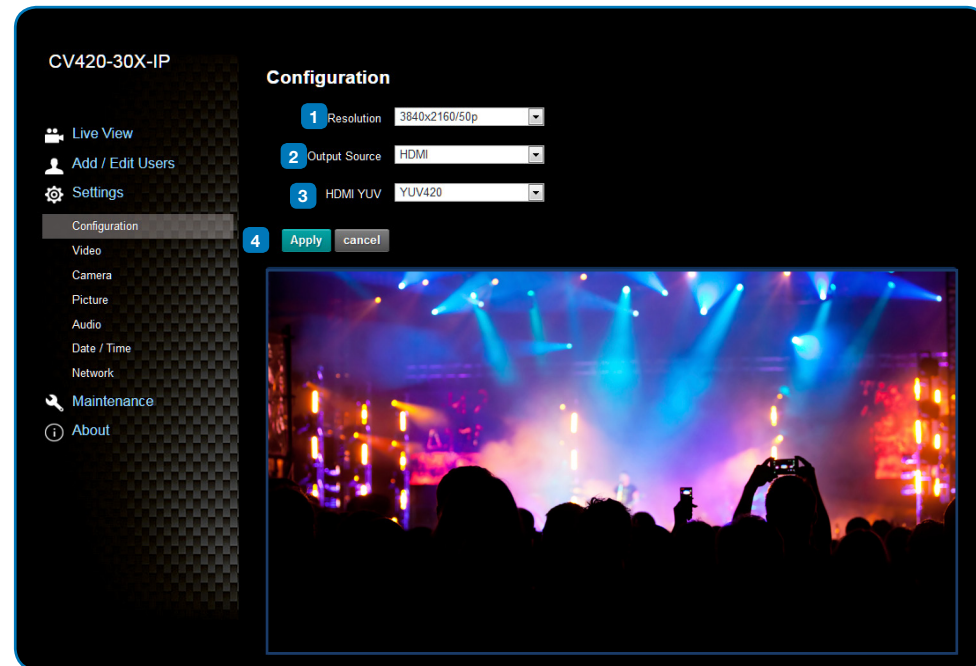 CV420-30X-IP
Configuration
1 Resolution 3840x2160/50p
2 Output Source HDMI
3 HDMI YUV YUV420
4 Apply cancel
Live View
Add / Edit Users
Settings
Configuration
Video
Camera
Picture
Audio
Date / Time
Network
Maintenance
About